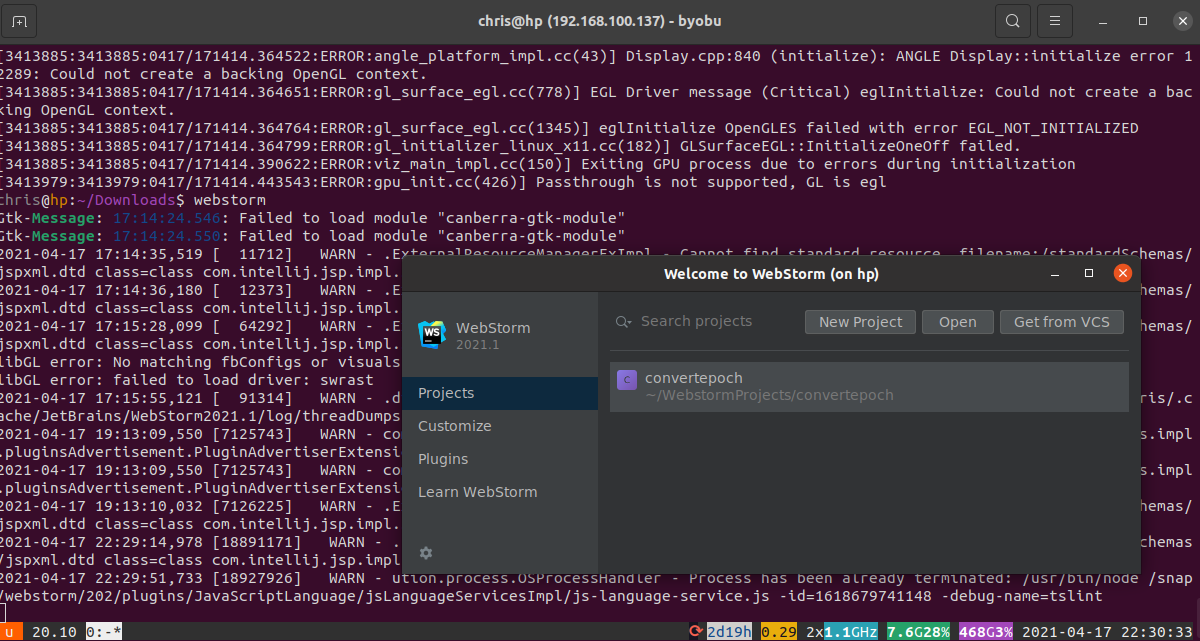 chris@hp (192.168.100.137) - byobu
[3413885:3413885:0417/171414.364522:ERROR:angle_platform_impl.cc(43)] Display.cpp:840 (initialize): ANGLE Display::initialize error 1
2289: Could not create a backing OpenGL context.
[3413885:3413885:0417/171414.364651:ERROR:gl_surface_egl.cc(778)] EGL Driver message (Critical) eglInitialize: Could not create a bac
king OpenGL context.
[3413885:3413885:0417/171414.364764:ERROR:gl_surface_egl.cc(1345)] eglInitialize OpenGLES failed with error EGL_NOT_INITIALIZED
[3413885:3413885:0417/171414.364799:ERROR:gl_initializer_linux_x11.cc(182)] GLSurfaceEGL::InitializeOneOff failed.
[3413885:3413885:0417/171414.390622:ERROR:viz_main_impl.cc(150)] Exiting GPU process due to errors during initialization
[3413979:3413979:0417/171414.443543:ERROR:gpu_init.cc(426)] Passthrough is not supported, GL is egl
chris@hp:~/Downloads$ webstorm
Gtk-Message: 17:14:24.546: Failed to load module "canberra-gtk-module"
Gtk-Message: 17:14:24.550: Failed to load module "canberra-gtk-module"
2021-04-17 17:14:35,519 [  11712]   WARN - .ExternalResourceManagerExImpl - Cannot find standard resource. filename:/standardSchemas/
jspxml.dtd class=class com.intellij.jsp.impl.
2021-04-17 17:14:36,180 [  12373]   WARN - .E hemas/
jspxml.dtd class=class com.intellij.jsp.impl.
2021-04-17 17:15:28,099 [  64292]   WARN - .E hemas/
jspxml.dtd class=class com.intellij.jsp.impl.
libGL error: No matching fbConfigs or visuals
libGL error: failed to load driver: swrast
2021-04-17 17:15:55,121 [  91314]   WARN - .d ris/.c
ache/JetBrains/WebStorm2021.1/log/threadDumps
2021-04-17 19:13:09,550 [7125743]   WARN - co s.impl
.pluginsAdvertisement.PluginAdvertiserExtensi
2021-04-17 19:13:09,550 [7125743]   WARN - co s.impl
.pluginsAdvertisement.PluginAdvertiserExtensi
2021-04-17 19:13:10,032 [7126225]   WARN - .E hemas/
jspxml.dtd class=class com.intellij.jsp.impl.
2021-04-17 22:29:14,978 [18891171]   WARN - . chemas
/jspxml.dtd class=class com.intellij.jsp.impl
2021-04-17 22:29:51,733 [18927926]   WARN - ution.process.OSProcessHandler - Process has been already terminated: /usr/bin/node /snap
/webstorm/202/plugins/JavaScriptLanguage/jsLanguageServicesImpl/js-language-service.js -id=1618679741148 -debug-name=tslint
Welcome to WebStorm (on hp)
WS WebStorm
2021.1
Search projects New Project Open Get from VCS
Projects
Customize
Plugins
Learn WebStorm
C convertepoch
~/WebstormProjects/convertepoch
u 20.10 0:-* 2d19h 0.29 2x1.1GHz 7.6G28% 468G3% 2021-04-17 22:30:33